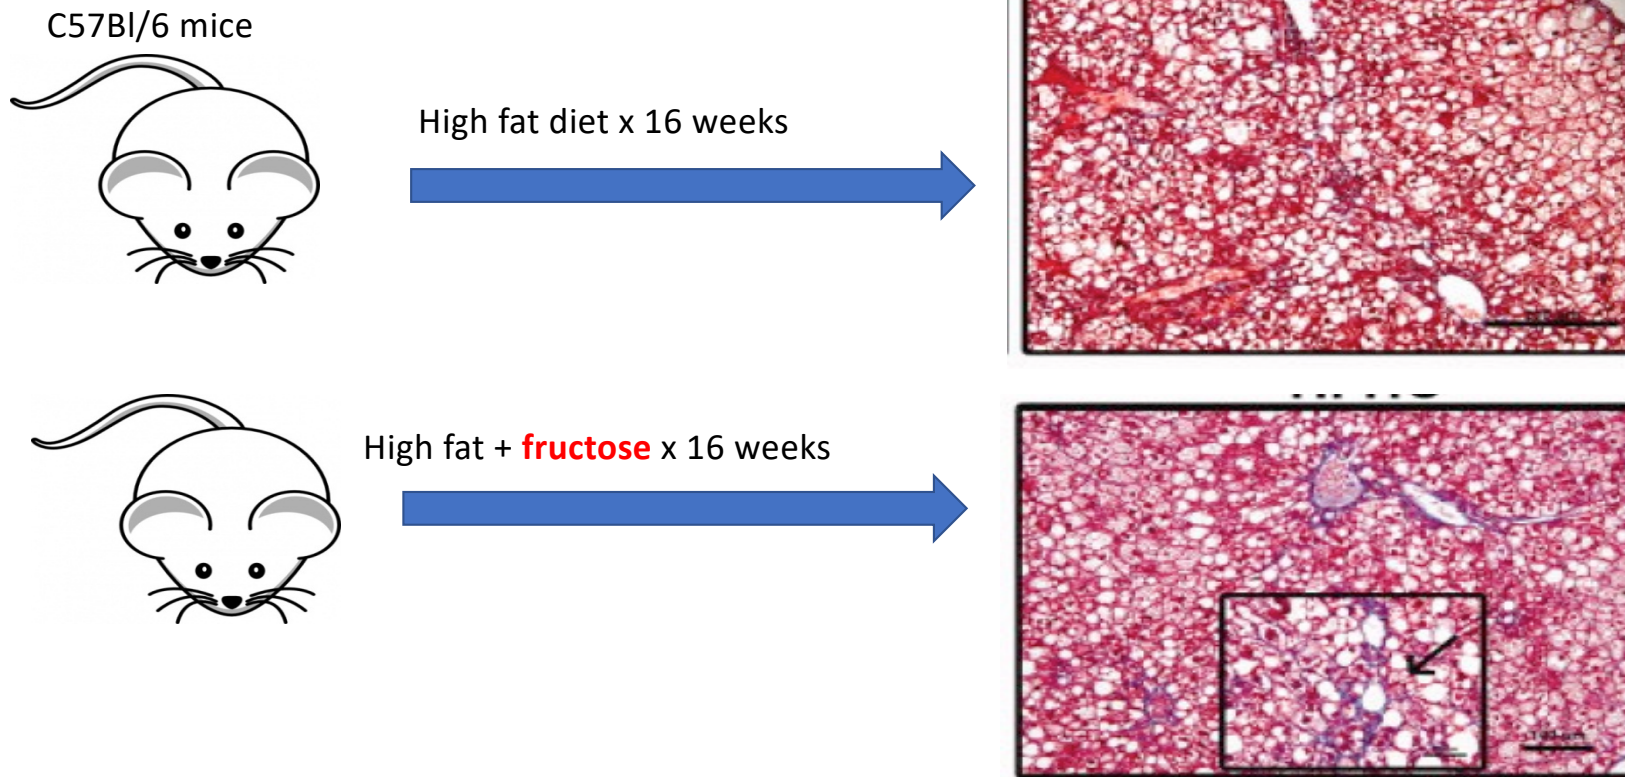 C57Bl/6 mice
High fat diet x 16 weeks
High fat + fructose x 16 weeks